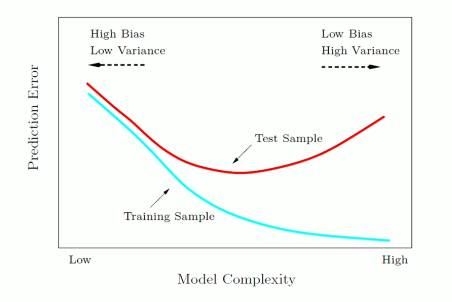 High Bias
Low Variance
Low Bias
High Variance
Prediction Error
Test Sample
Training Sample
Low
High
Model Complexity